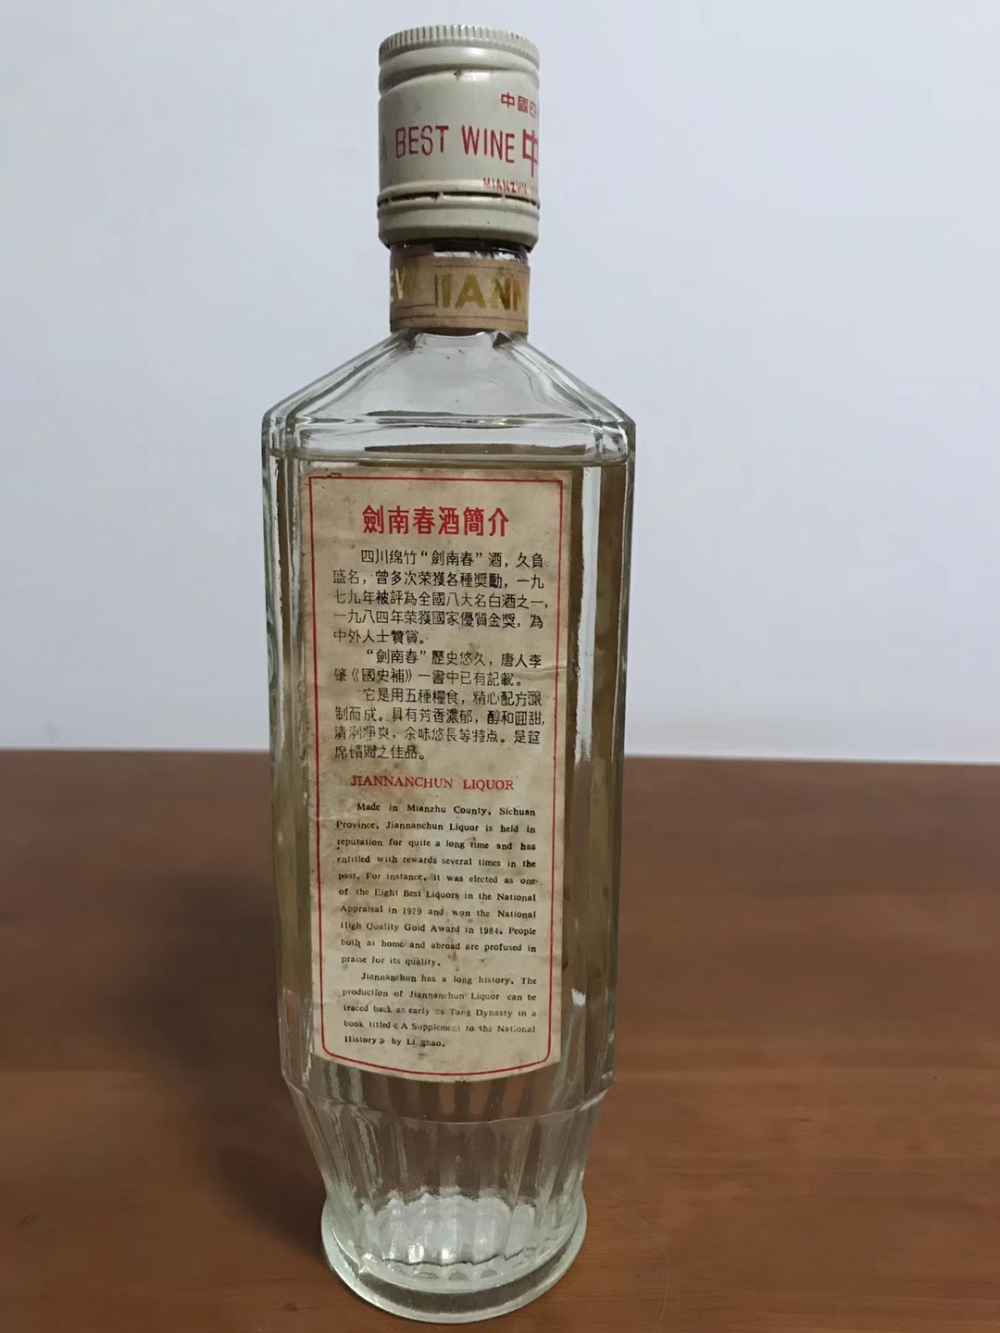 中國
BEST WINE 中
MIANZHU
JIANN
劍南春酒簡介
四川绵竹“劍南春”酒，久負
盛名，曾多次荣獲各種奬勵，一九
七九年被評為全國八大名白酒之一，
一九八四年荣獲國家優質金奬，為
中外人士贊賞。
“劍南春”歷史悠久，唐人李
肇《國史補》一書中已有記載。
它是用五種糧食，精心配方釀
制而成。具有芳香濃郁，醇和回甜，
清洌凈爽，余味悠長等特点。是筵
席饋贈之佳品。
JIANNANCHUN LIQUOR
Made in Mianzhu County, Sichuan
Province, Jiannanchun Liquor is held in
reputation for quite a long time and has
entitled with rewards several times in the
past. For instance, it was elected as one
of the Eight Best Liquors in the National
Appraisal in 1979 and won the National
High Quality Gold Award in 1984. People
both at home and abroad are profused in
praise for its quality.
Jiannanchun has a long history. The
production of Jiannanchun Liquor can be
traced back as early as Tang Dynasty in a
book titled《A Supplement to the National
History》by Li zhao.